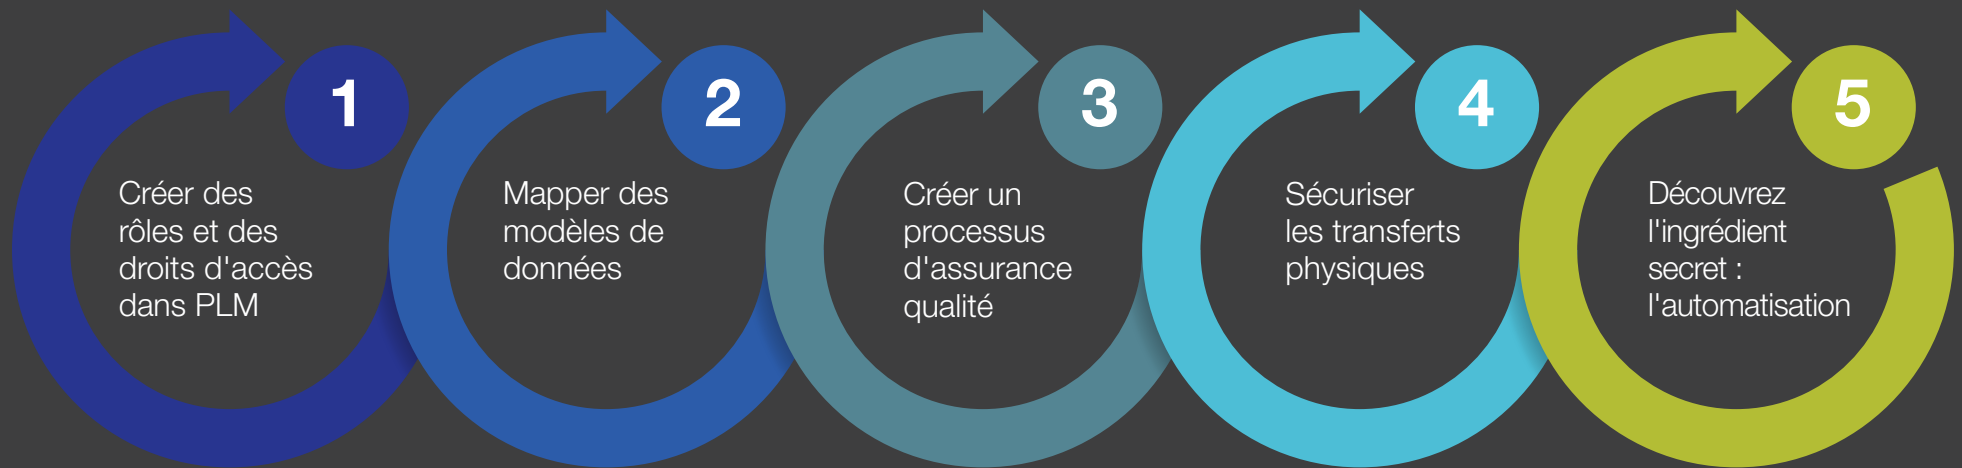 1
Créer des
rôles et des
droits d'accès
dans PLM
2
Mapper des
modèles de
données
3
Créer un
processus
d'assurance
qualité
4
Sécuriser
les transferts
physiques
5
Découvrez
l'ingrédient
secret :
l'automatisation